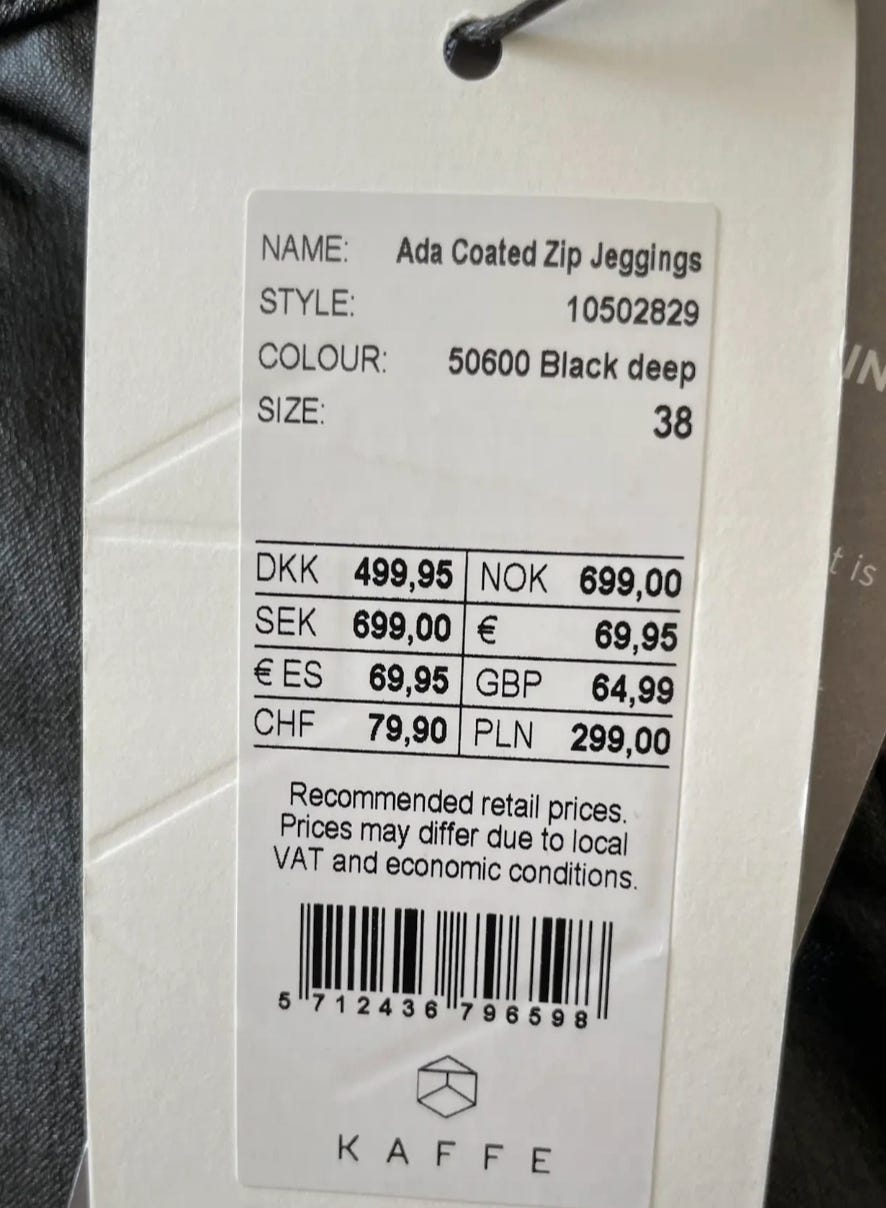 NAME: Ada Coated Zip Jeggings
STYLE: 10502829
COLOUR: 50600 Black deep
SIZE: 38
DKK 499,95 NOK 699,00
SEK 699,00 € 69,95
€ ES 69,95 GBP 64,99
CHF 79,90 PLN 299,00
Recommended retail prices.
Prices may differ due to local
VAT and economic conditions.
5 712436 796598
KAFFE
IN
t is